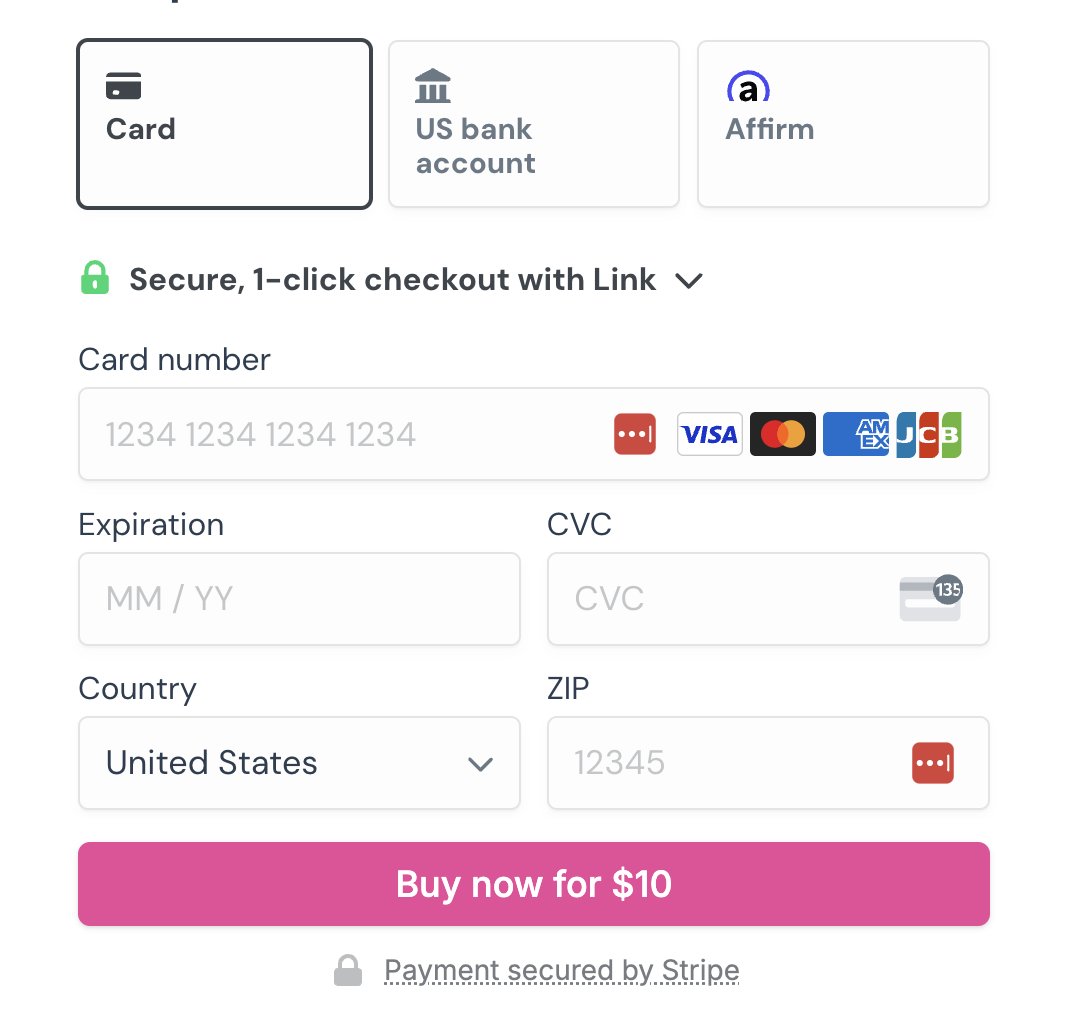 Card
US bank
account
a
Affirm
Secure, 1-click checkout with Link
Card number
1234 1234 1234 1234
VISA
AM
EX
JCB
Expiration
CVC
MM / YY
CVC
135
Country
ZIP
United States
12345
Buy now for $10
Payment secured by Stripe